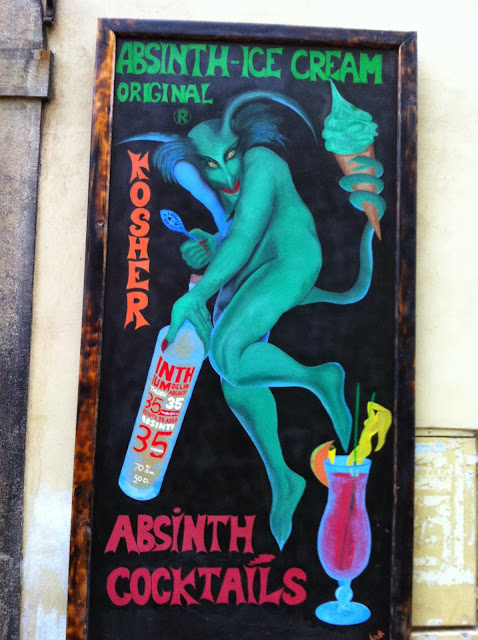 ABSINTH-ICE CREAM
ORIGINAL
®
KOSHER
INTH
35
35
ABSINTH
35
70%
ABSINTH
COCKTAILS